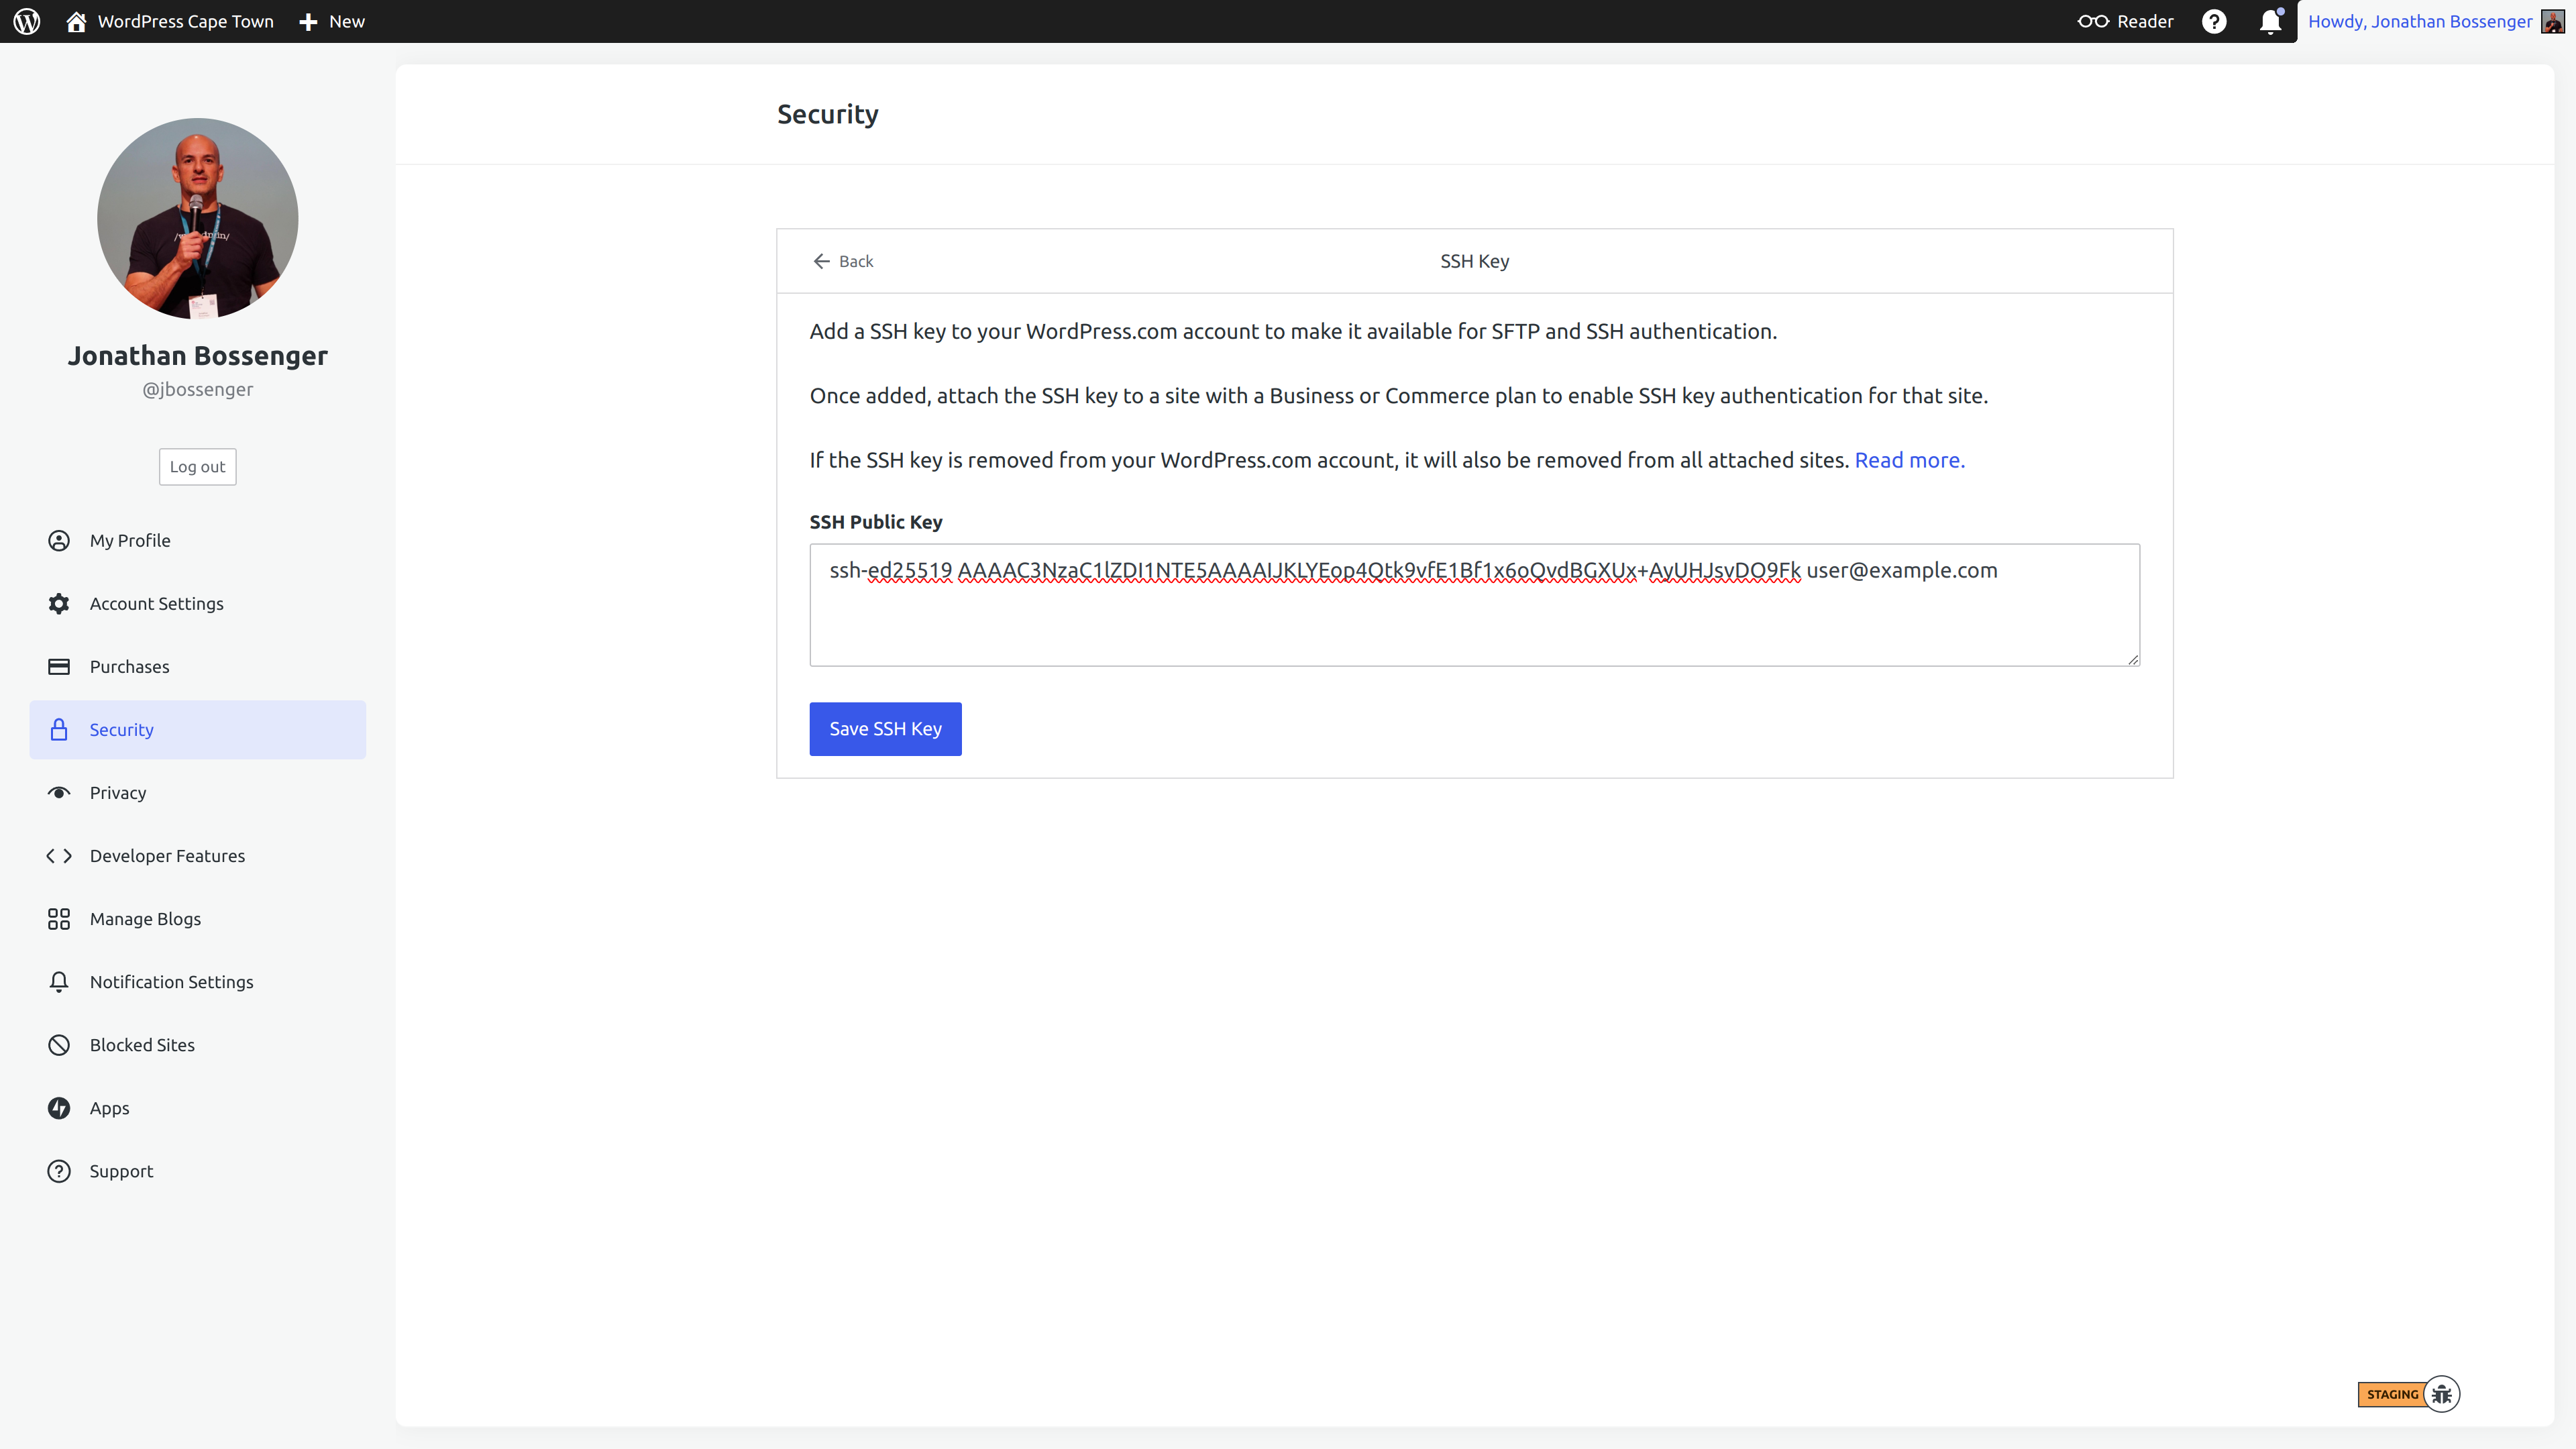 WordPress Cape Town
New
Reader
Howdy, Jonathan Bossenger
Jonathan Bossenger
@jbossenger
Log out
My Profile
Account Settings
Purchases
Security
Privacy
Developer Features
Manage Blogs
Notification Settings
Blocked Sites
Apps
Support
Security
Back
SSH Key
Add a SSH key to your WordPress.com account to make it available for SFTP and SSH authentication.
Once added, attach the SSH key to a site with a Business or Commerce plan to enable SSH key authentication for that site.
If the SSH key is removed from your WordPress.com account, it will also be removed from all attached sites. Read more.
SSH Public Key
ssh-ed25519 AAAAC3NzaC1lZDI1NTE5AAAAIJKLYEop4Qtk9vfE1Bf1x6oQvdBGXUx+AyUHJsvDO9Fk user@example.com
Save SSH Key
STAGING